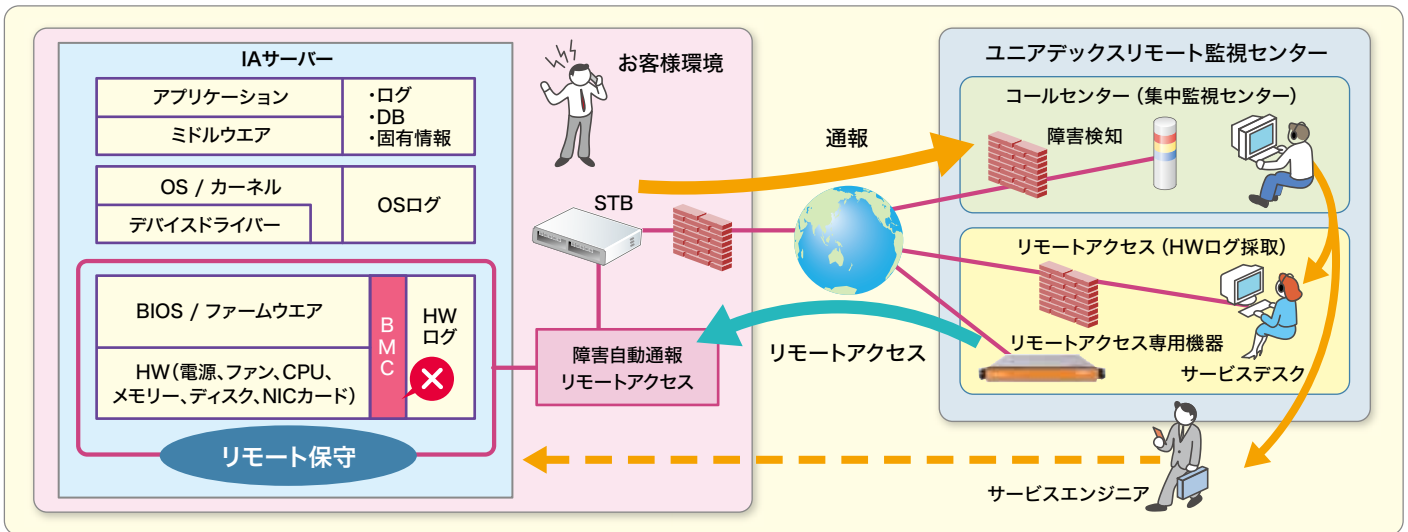 IAサーバー
アプリケーション
ミドルウエア
・ログ
・DB
・固有情報
OS / カーネル
デバイスドライバー
OSログ
BIOS / ファームウエア
HW(電源、ファン、CPU、
メモリー、ディスク、NICカード)
BMC
HW
ログ
リモート保守
お客様環境
STB
障害自動通報
リモートアクセス
通報
リモートアクセス
ユニアデックスリモート監視センター
コールセンター(集中監視センター)
障害検知
リモートアクセス(HWログ採取)
リモートアクセス専用機器
サービスデスク
サービスエンジニア